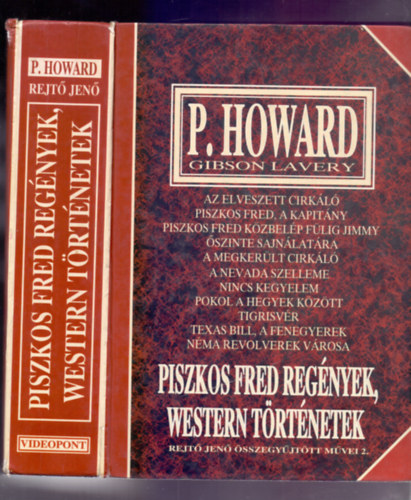 P. HOWARD
REJTŐ JENŐ
PISZKOS FRED REGÉNYEK,
WESTERN TÖRTÉNETEK
VIDEOPONT
P. HOWARD
GIBSON LAVERY
AZ ELVESZETT CIRKÁLÓ
PISZKOS FRED, A KAPITÁNY
PISZKOS FRED KÖZBELÉP FÜLIG JIMMY
ŐSZINTE SAJNÁLATÁRA
A MEGKERÜLT CIRKÁLÓ
A NEVADA SZELLEME
NINCS KEGYELEM
POKOL A HEGYEK KÖZÖTT
TIGRISVÉR
TEXAS BILL, A FENEGYEREK
NÉMA REVOLVEREK VÁROSA
PISZKOS FRED REGÉNYEK,
WESTERN TÖRTÉNETEK
REJTŐ JENŐ ÖSSZEGYŰJTÖTT MŰVEI 2.